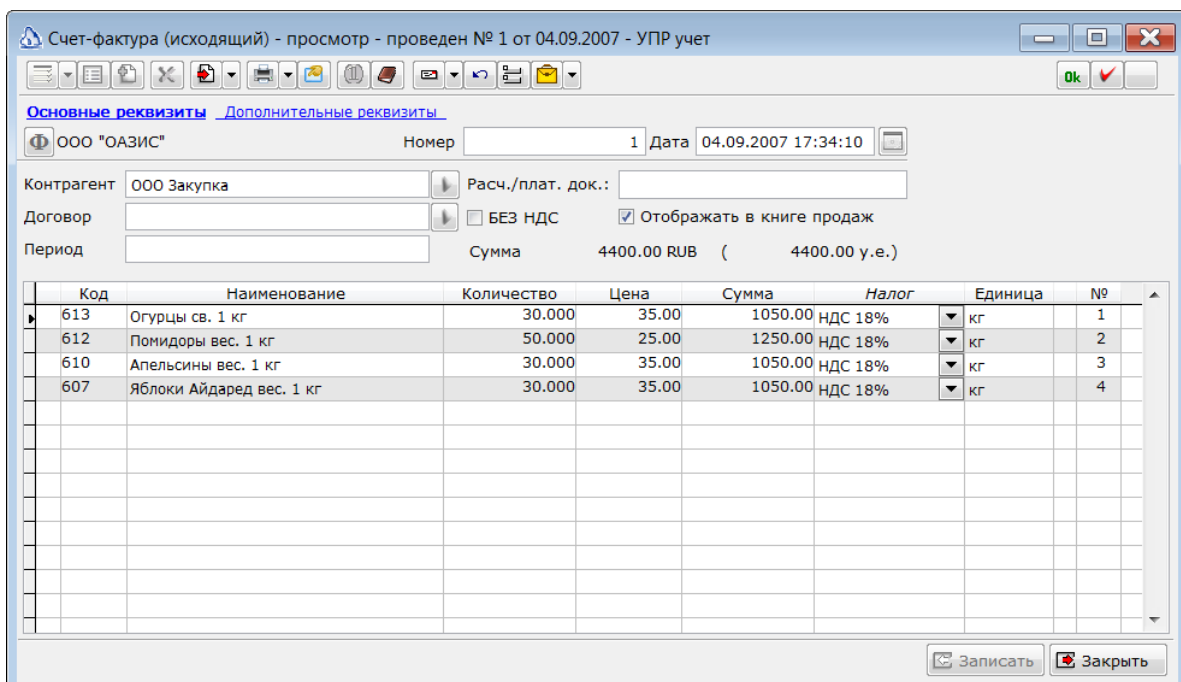 Счет-фактура (исходящий) - просмотр - проведен № 1 от 04.09.2007 - УПР учет
Ok
Основные реквизиты Дополнительные реквизиты
Ф ООО "ОАЗИС" Номер 1 Дата 04.09.2007 17:34:10
Контрагент ООО Закупка Расч./плат. док.:
Договор БЕЗ НДС Отображать в книге продаж
Период Сумма 4400.00 RUB ( 4400.00 у.е.)
Код Наименование Количество Цена Сумма Налог Единица №
613 Огурцы св. 1 кг 30.000 35.00 1050.00 НДС 18% кг 1
612 Помидоры вес. 1 кг 50.000 25.00 1250.00 НДС 18% кг 2
610 Апельсины вес. 1 кг 30.000 35.00 1050.00 НДС 18% кг 3
607 Яблоки Айдаред вес. 1 кг 30.000 35.00 1050.00 НДС 18% кг 4
Записать Закрыть